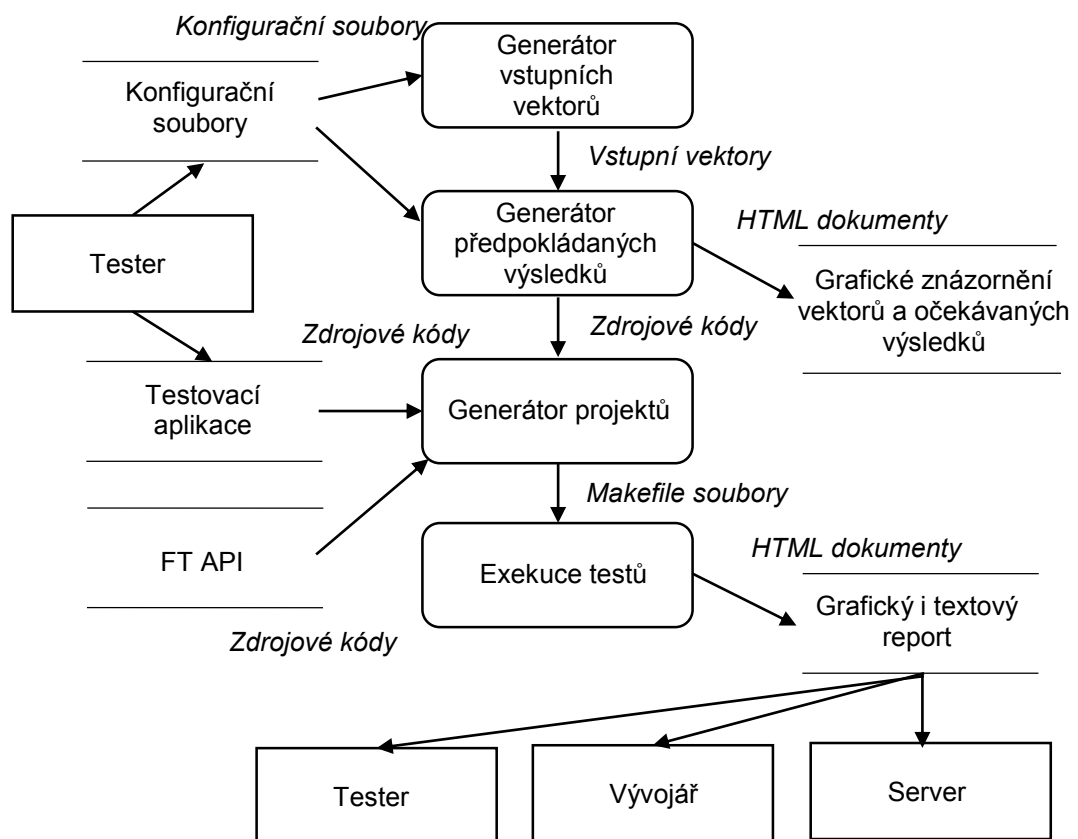 Konfigurační soubory
Generátor
vstupních
vektorů
Konfigurační
soubory
Vstupní vektory
Tester
Generátor
předpokládaných
výsledků
HTML dokumenty
Grafické znázornění
vektorů a očekávaných
výsledků
Zdrojové kódy
Zdrojové kódy
Testovací
aplikace
Generátor projektů
Makefile soubory
FT API
Exekuce testů
HTML dokumenty
Grafický i textový
report
Zdrojové kódy
Tester
Vývojář
Server